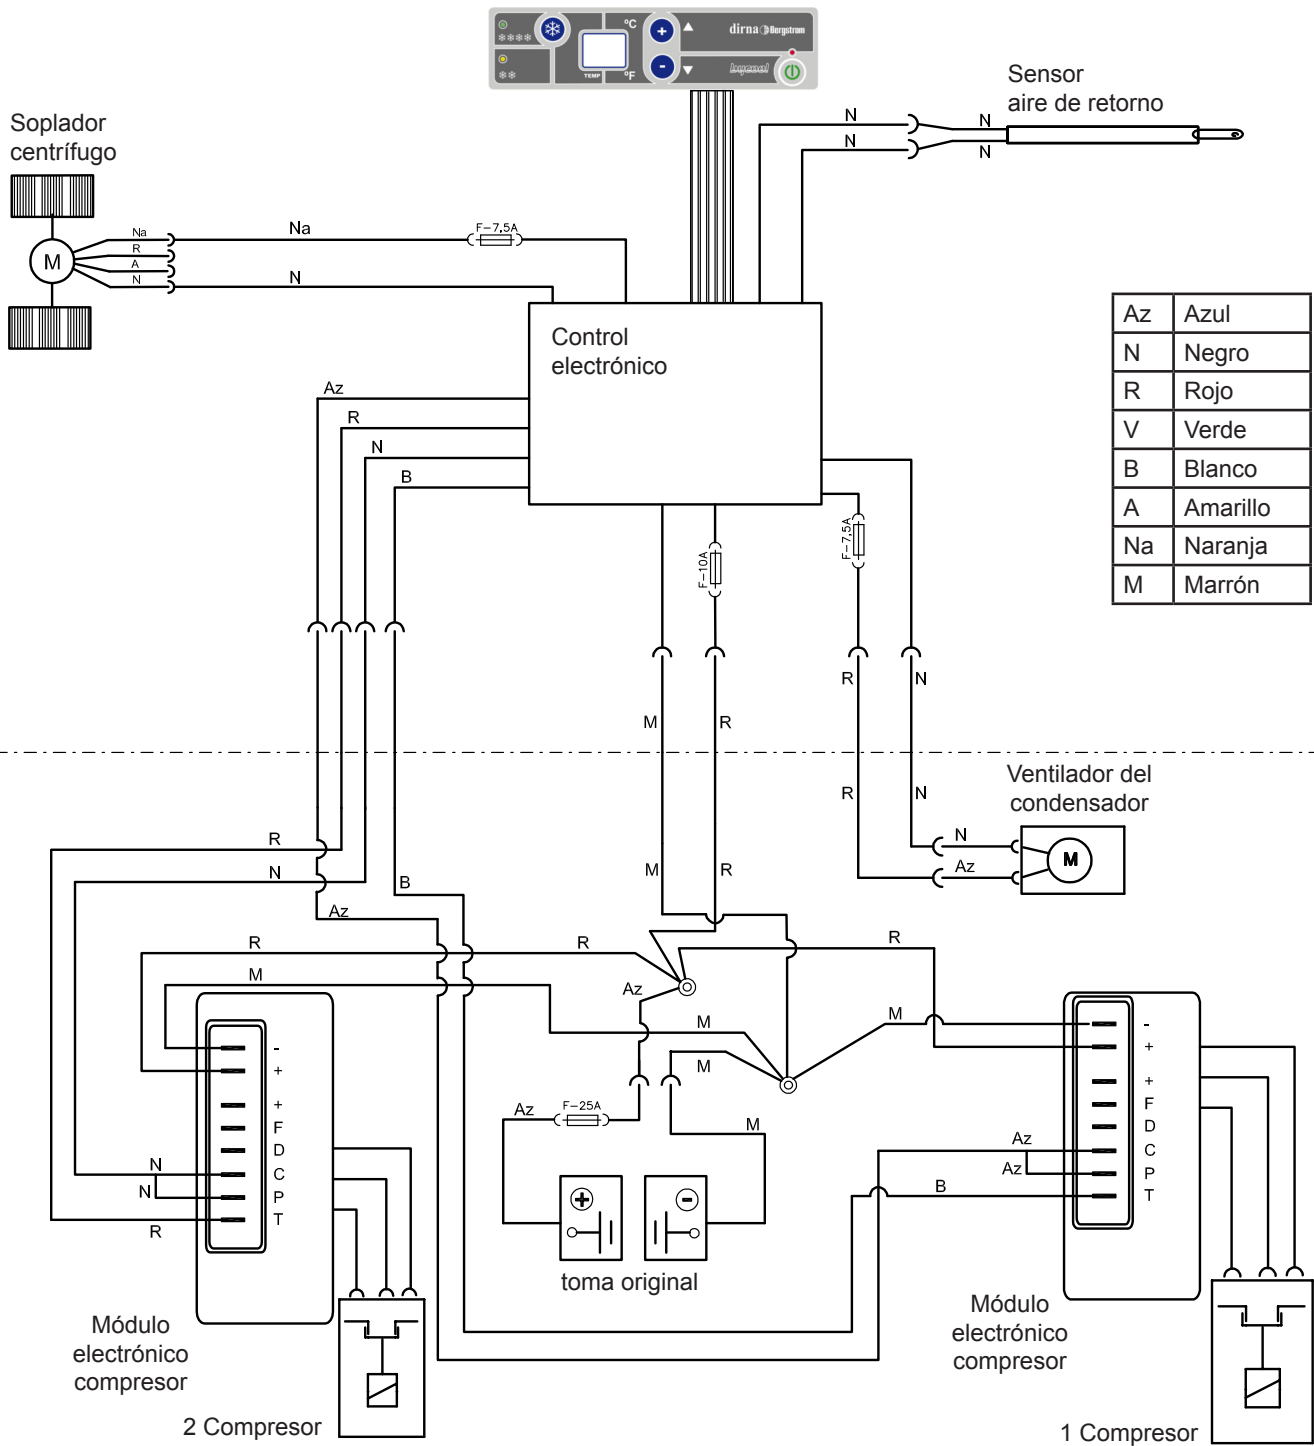 °C
°F
TEMP
+
-
dirna Bergstrom
bycool
Sensor
aire de retorno
N
N
N
N
Soplador
centrífugo
M
Na
R
A
N
Na
N
F-7,5A
Control
electrónico
Az Azul
N Negro
R Rojo
V Verde
B Blanco
A Amarillo
Na Naranja
M Marrón
Az
R
N
B
F-10A
F-7,5A
R
N
M
R
R
N
Ventilador del
condensador
N
Az
M
R
N
B
Az
M
R
R
R
R
M
Az
M
M
M
Az
F-25A
M
-
+
+
F
D
C
P
T
N
N
R
-
+
+
F
D
C
P
T
Az
Az
B
+
-
toma original
Módulo
electrónico
compresor
2 Compresor
Módulo
electrónico
compresor
1 Compresor